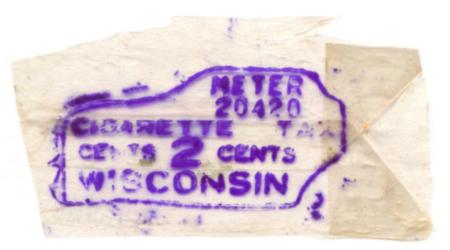 METER
20420
CIGARETTE TAX
CENTS 2 CENTS
WISCONSIN